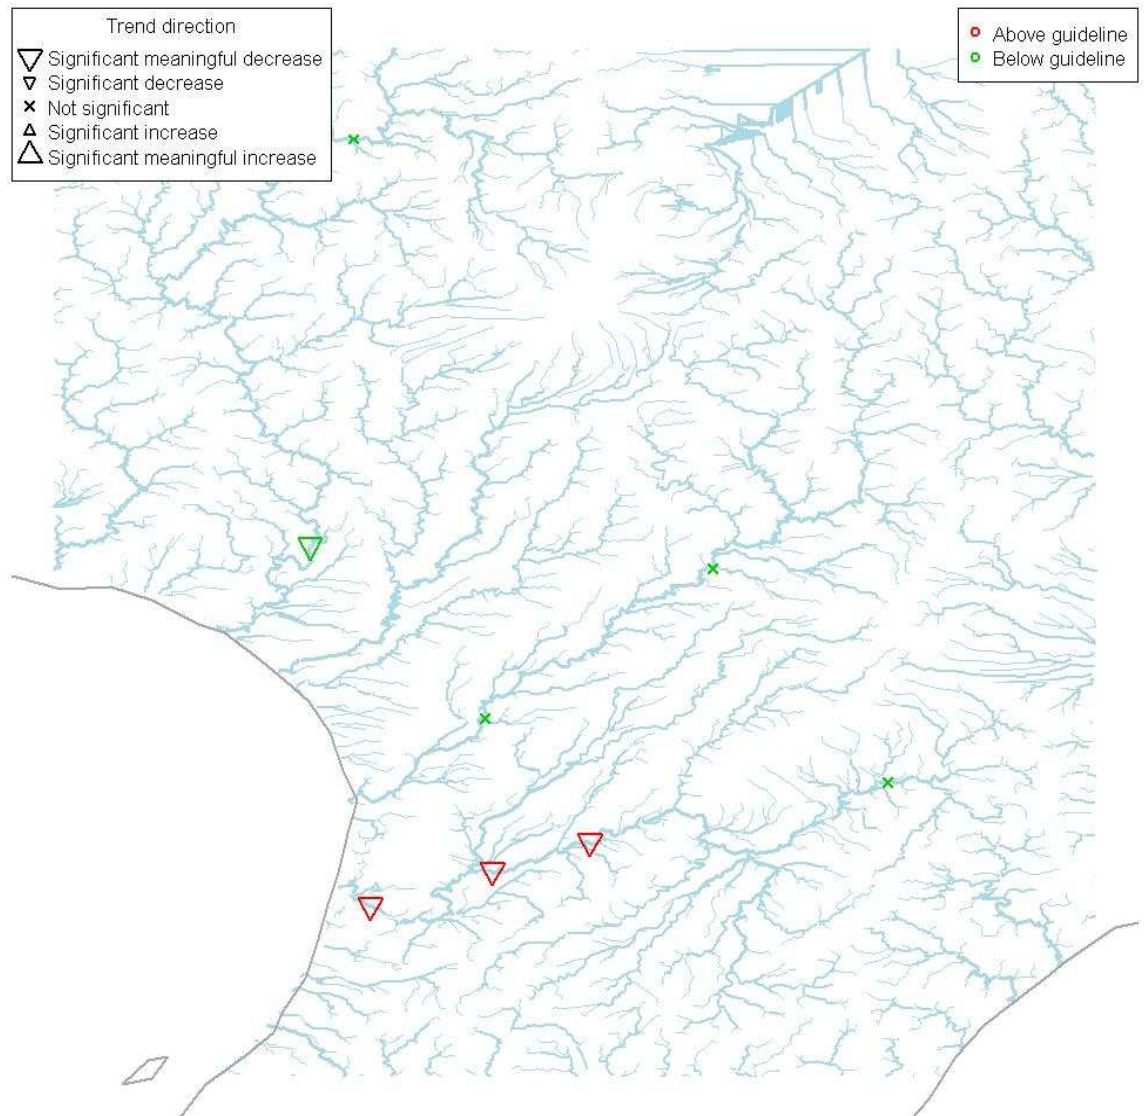 Trend direction
Significant meaningful decrease
Significant decrease
Not significant
Significant increase
Significant meaningful increase
Above guideline
Below guideline